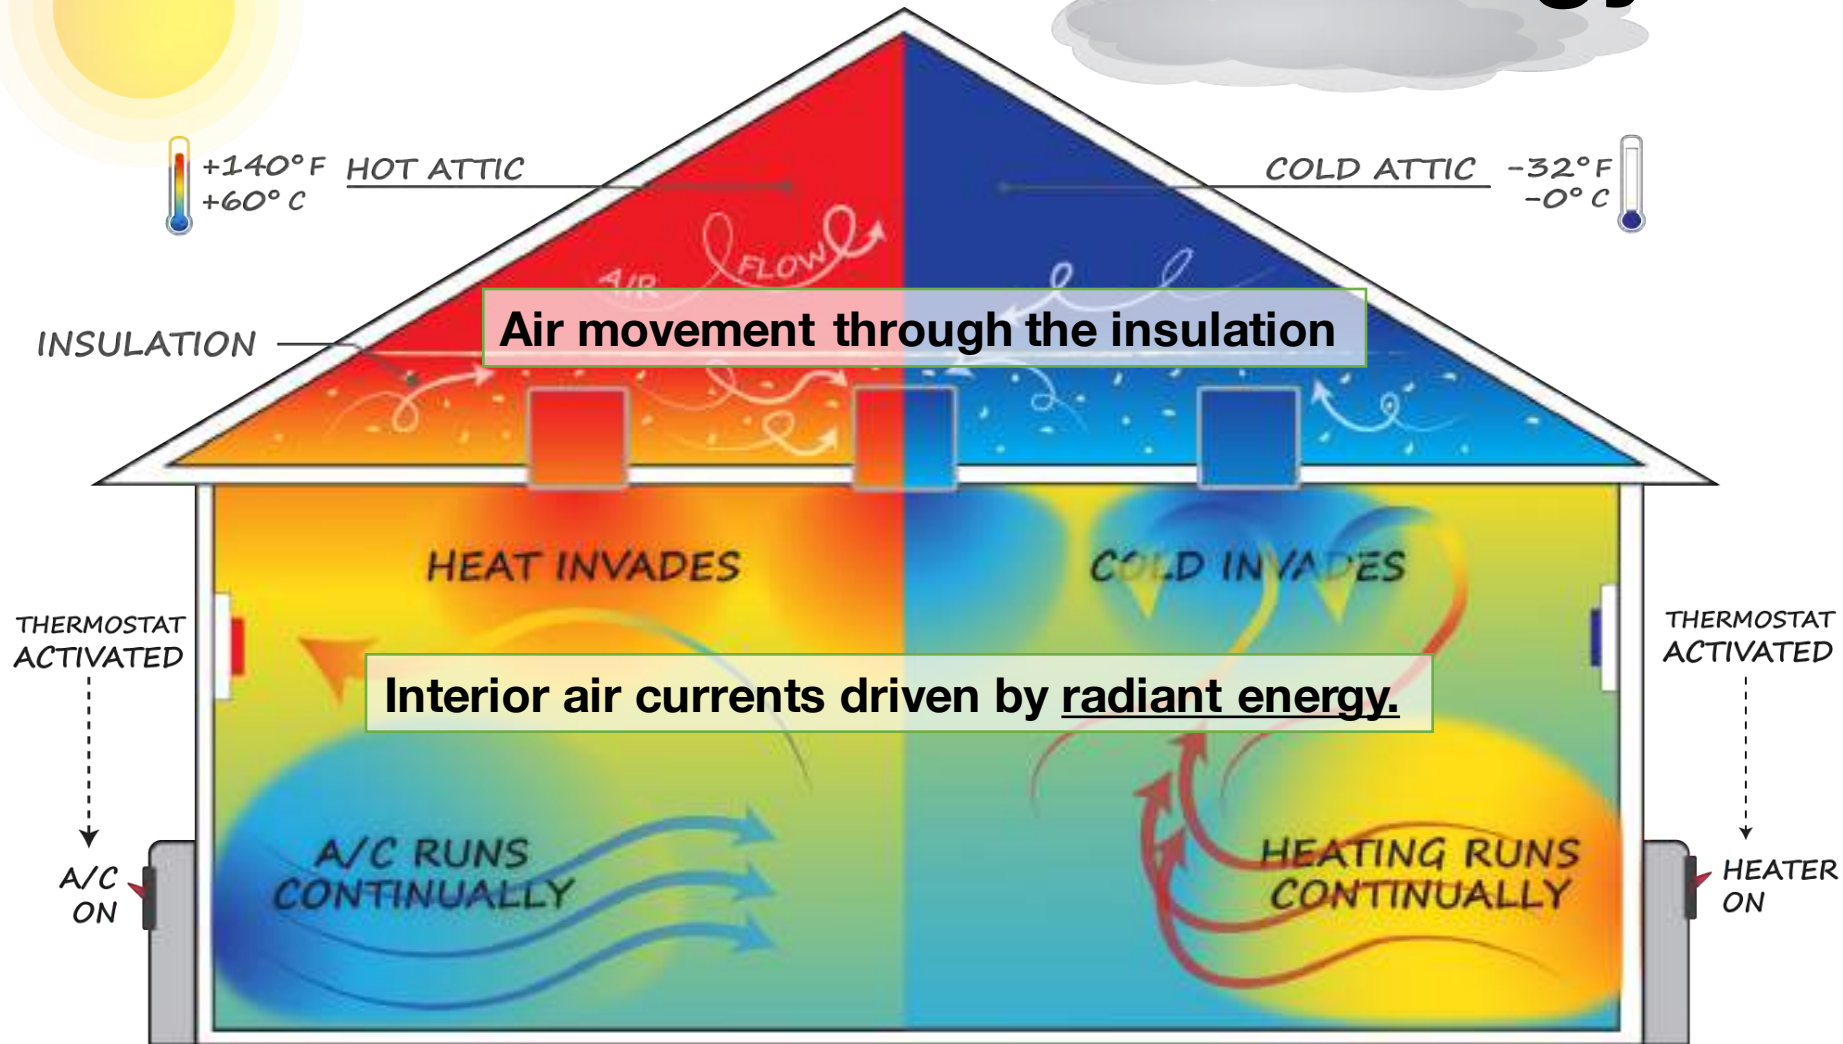 +140° F HOT ATTIC
+60° C
COLD ATTIC -32° F
-0° C
AIR FLOW
INSULATION
Air movement through the insulation
HEAT INVADES
COLD INVADES
THERMOSTAT
ACTIVATED
THERMOSTAT
ACTIVATED
Interior air currents driven by radiant energy.
A/C RUNS
CONTINUALLY
HEATING RUNS
CONTINUALLY
A/C
ON
HEATER
ON